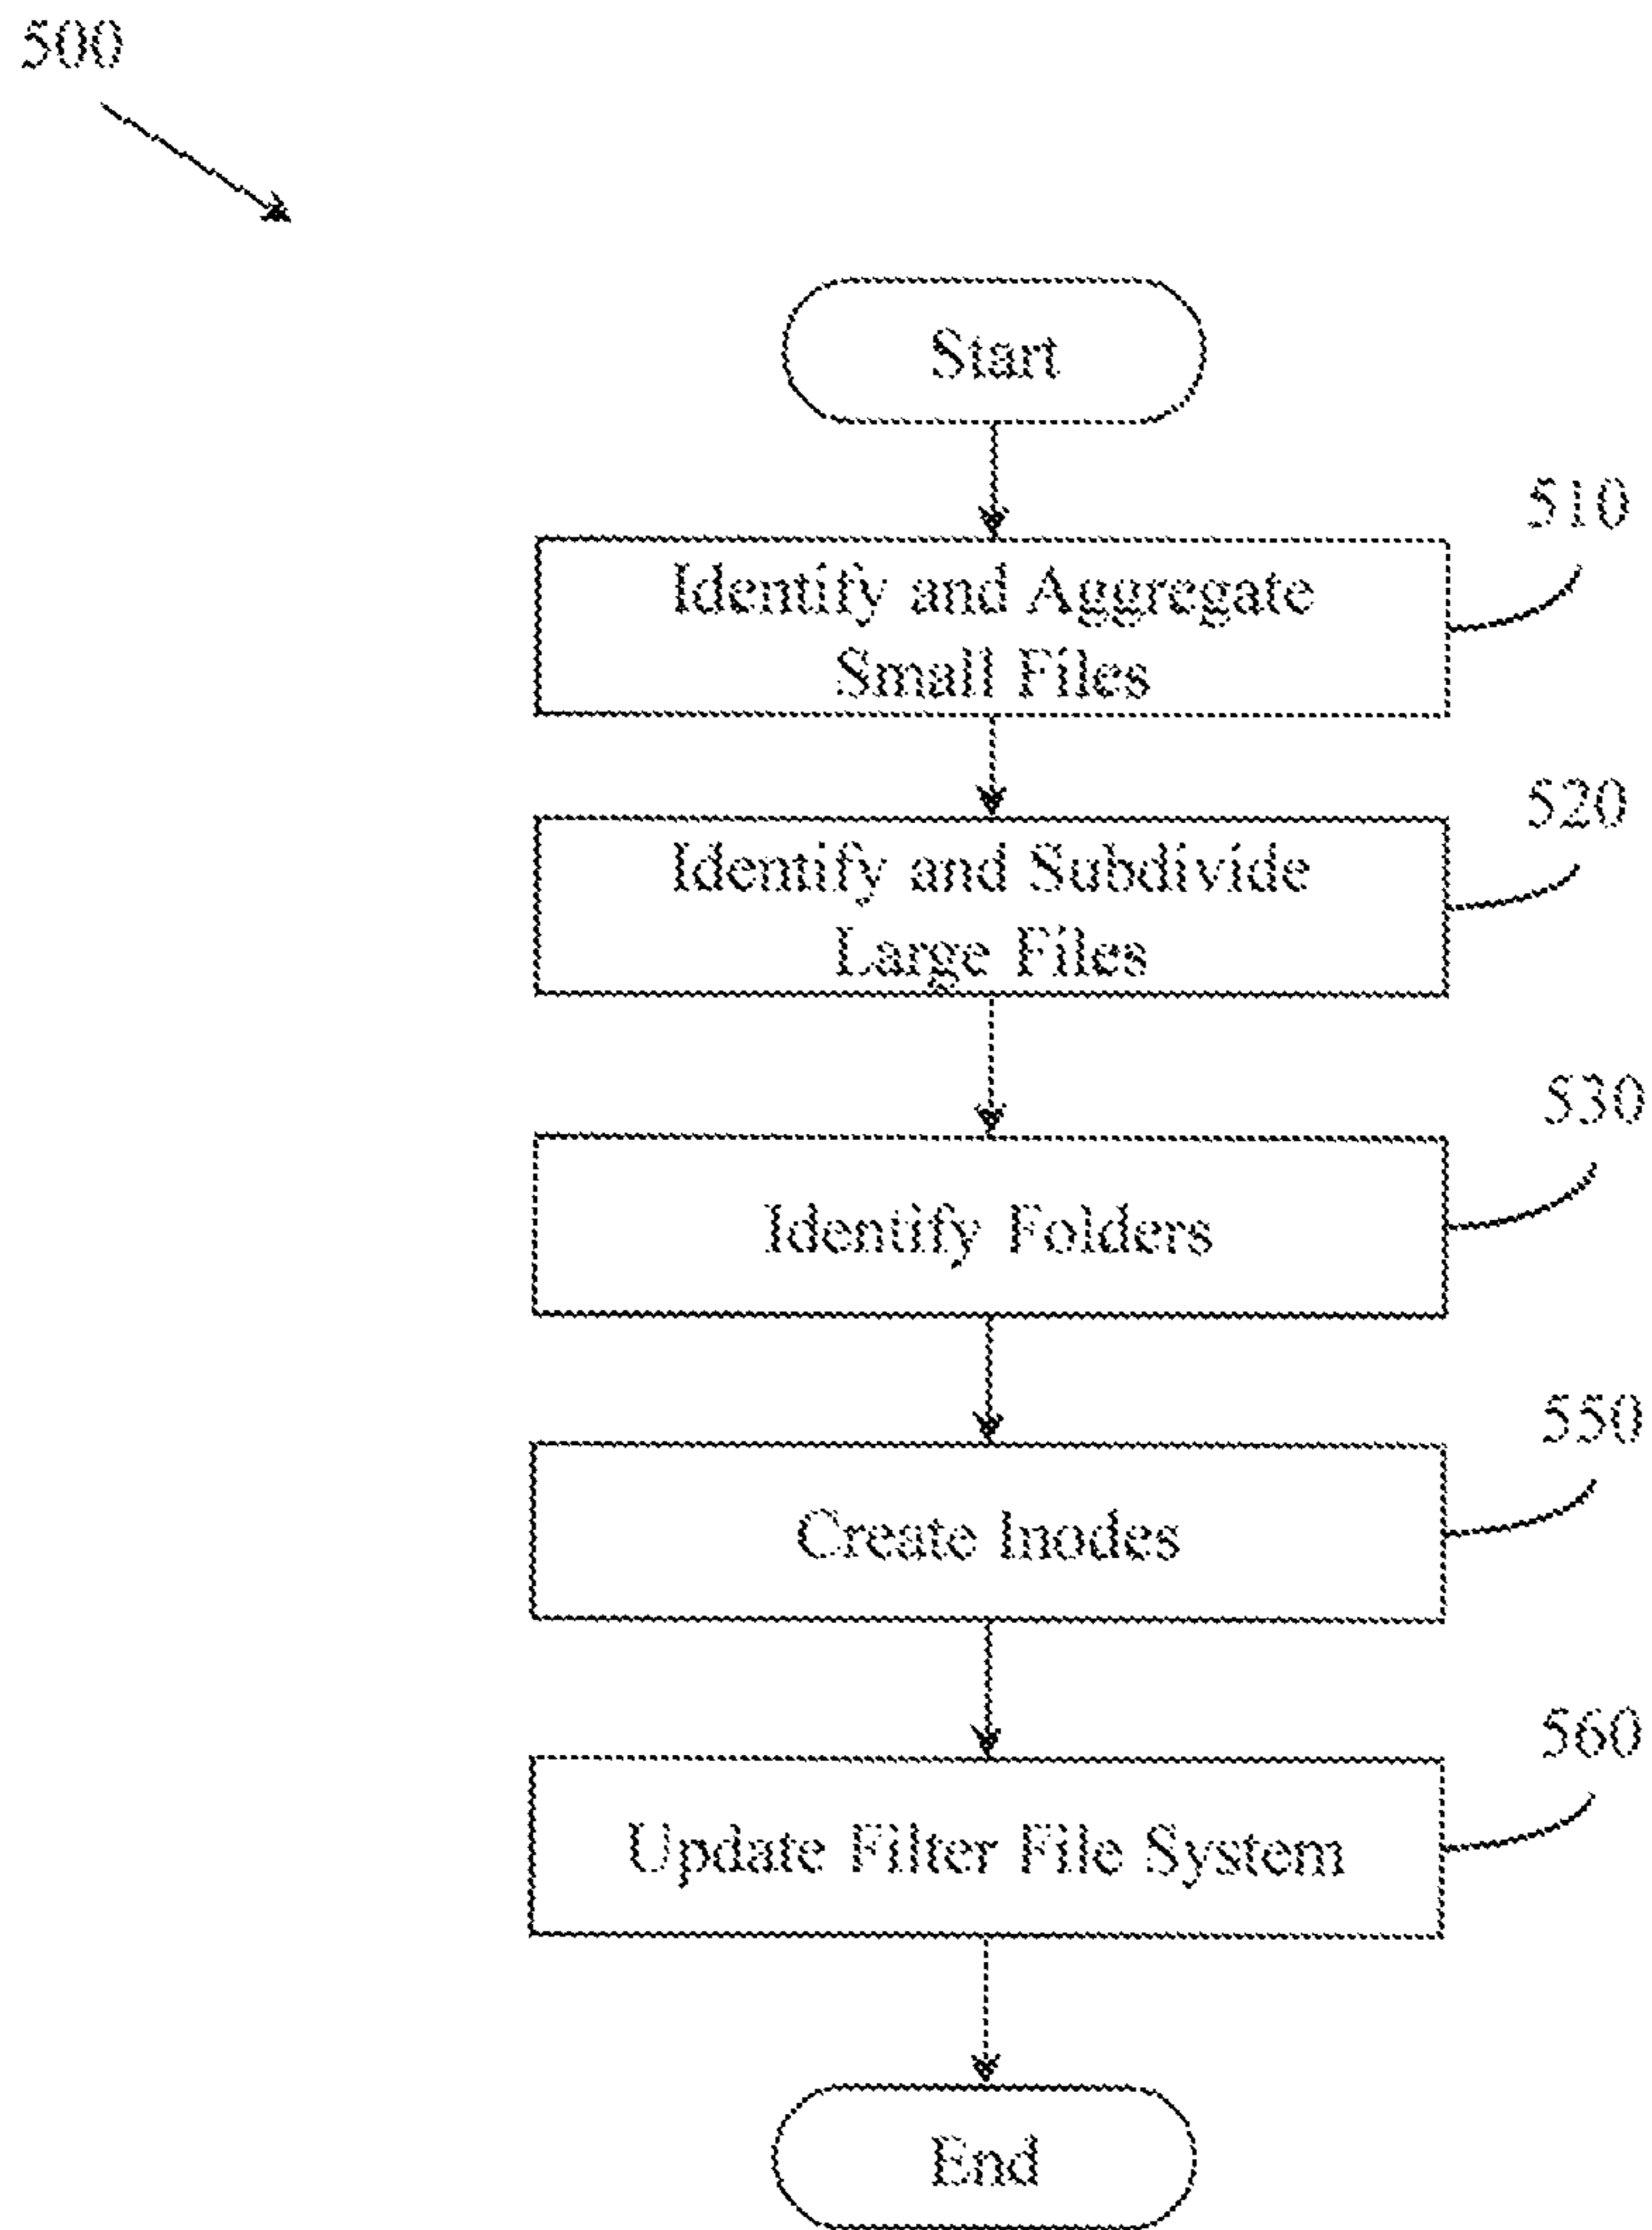 500
Start
510
Identify and Aggregate
Small Files
520
Identify and Subdivide
Large Files
530
Identify Folders
550
Create Inodes
560
Update Filter File System
End